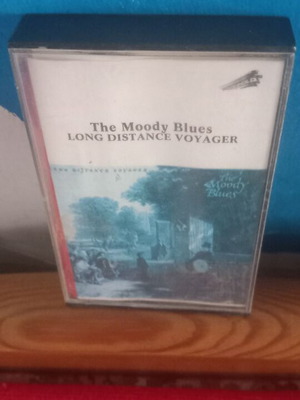 The Moody Blues
LONG DISTANCE VOYAGER
The
Moody
Blues